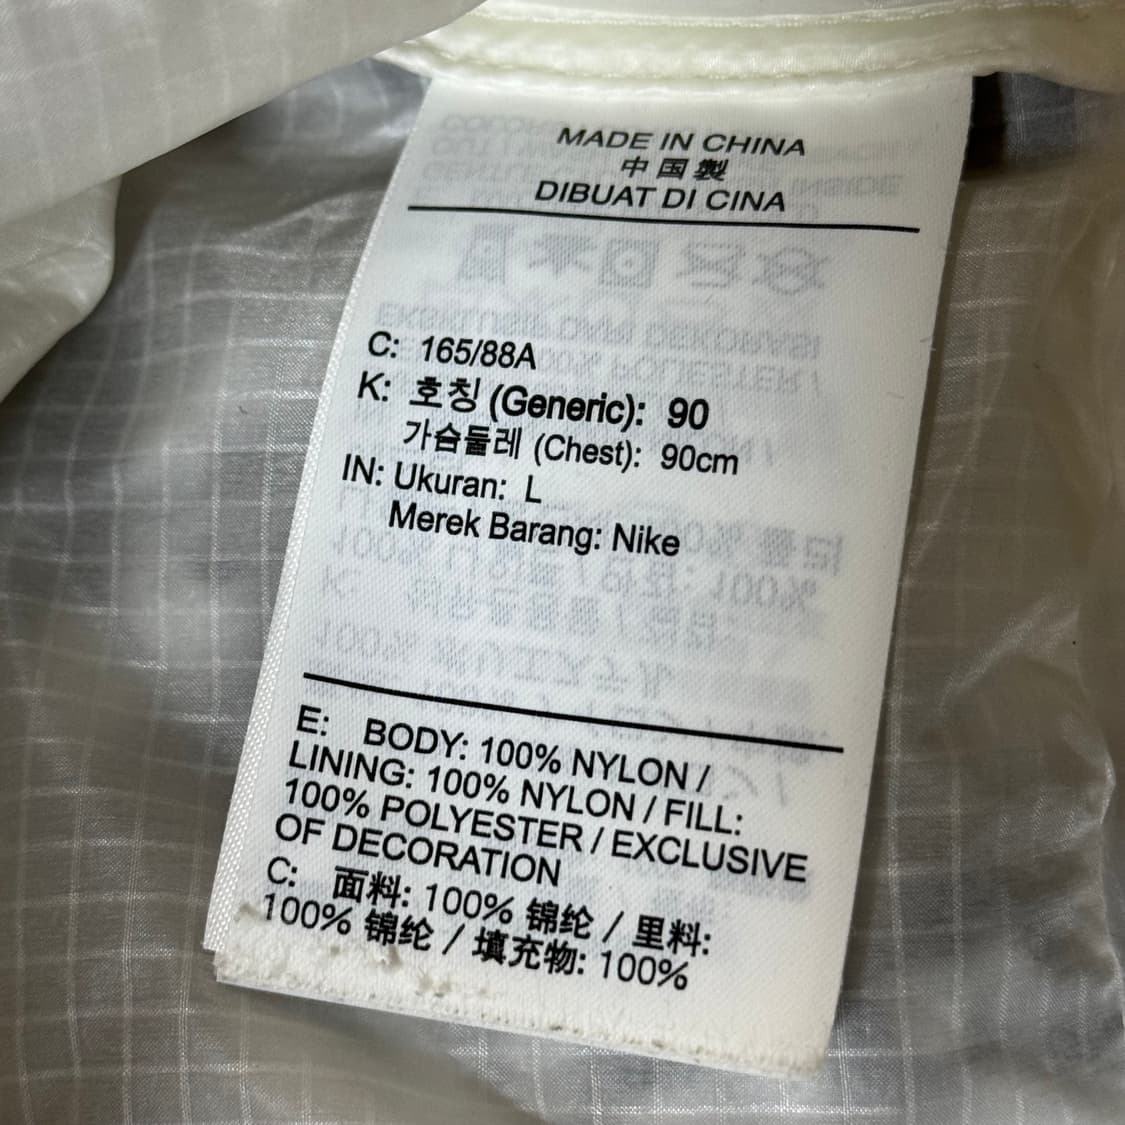 MADE IN CHINA
中国製
DIBUAT DI CINA
C: 165/88A
K: 호칭 (Generic): 90
가슴둘레 (Chest): 90cm
IN: Ukuran: L
Merek Barang: Nike
E: BODY: 100% NYLON /
LINING: 100% NYLON / FILL:
100% POLYESTER / EXCLUSIVE
OF DECORATION
C: 面料: 100% 锦纶 / 里料:
100% 锦纶 / 填充物: 100%